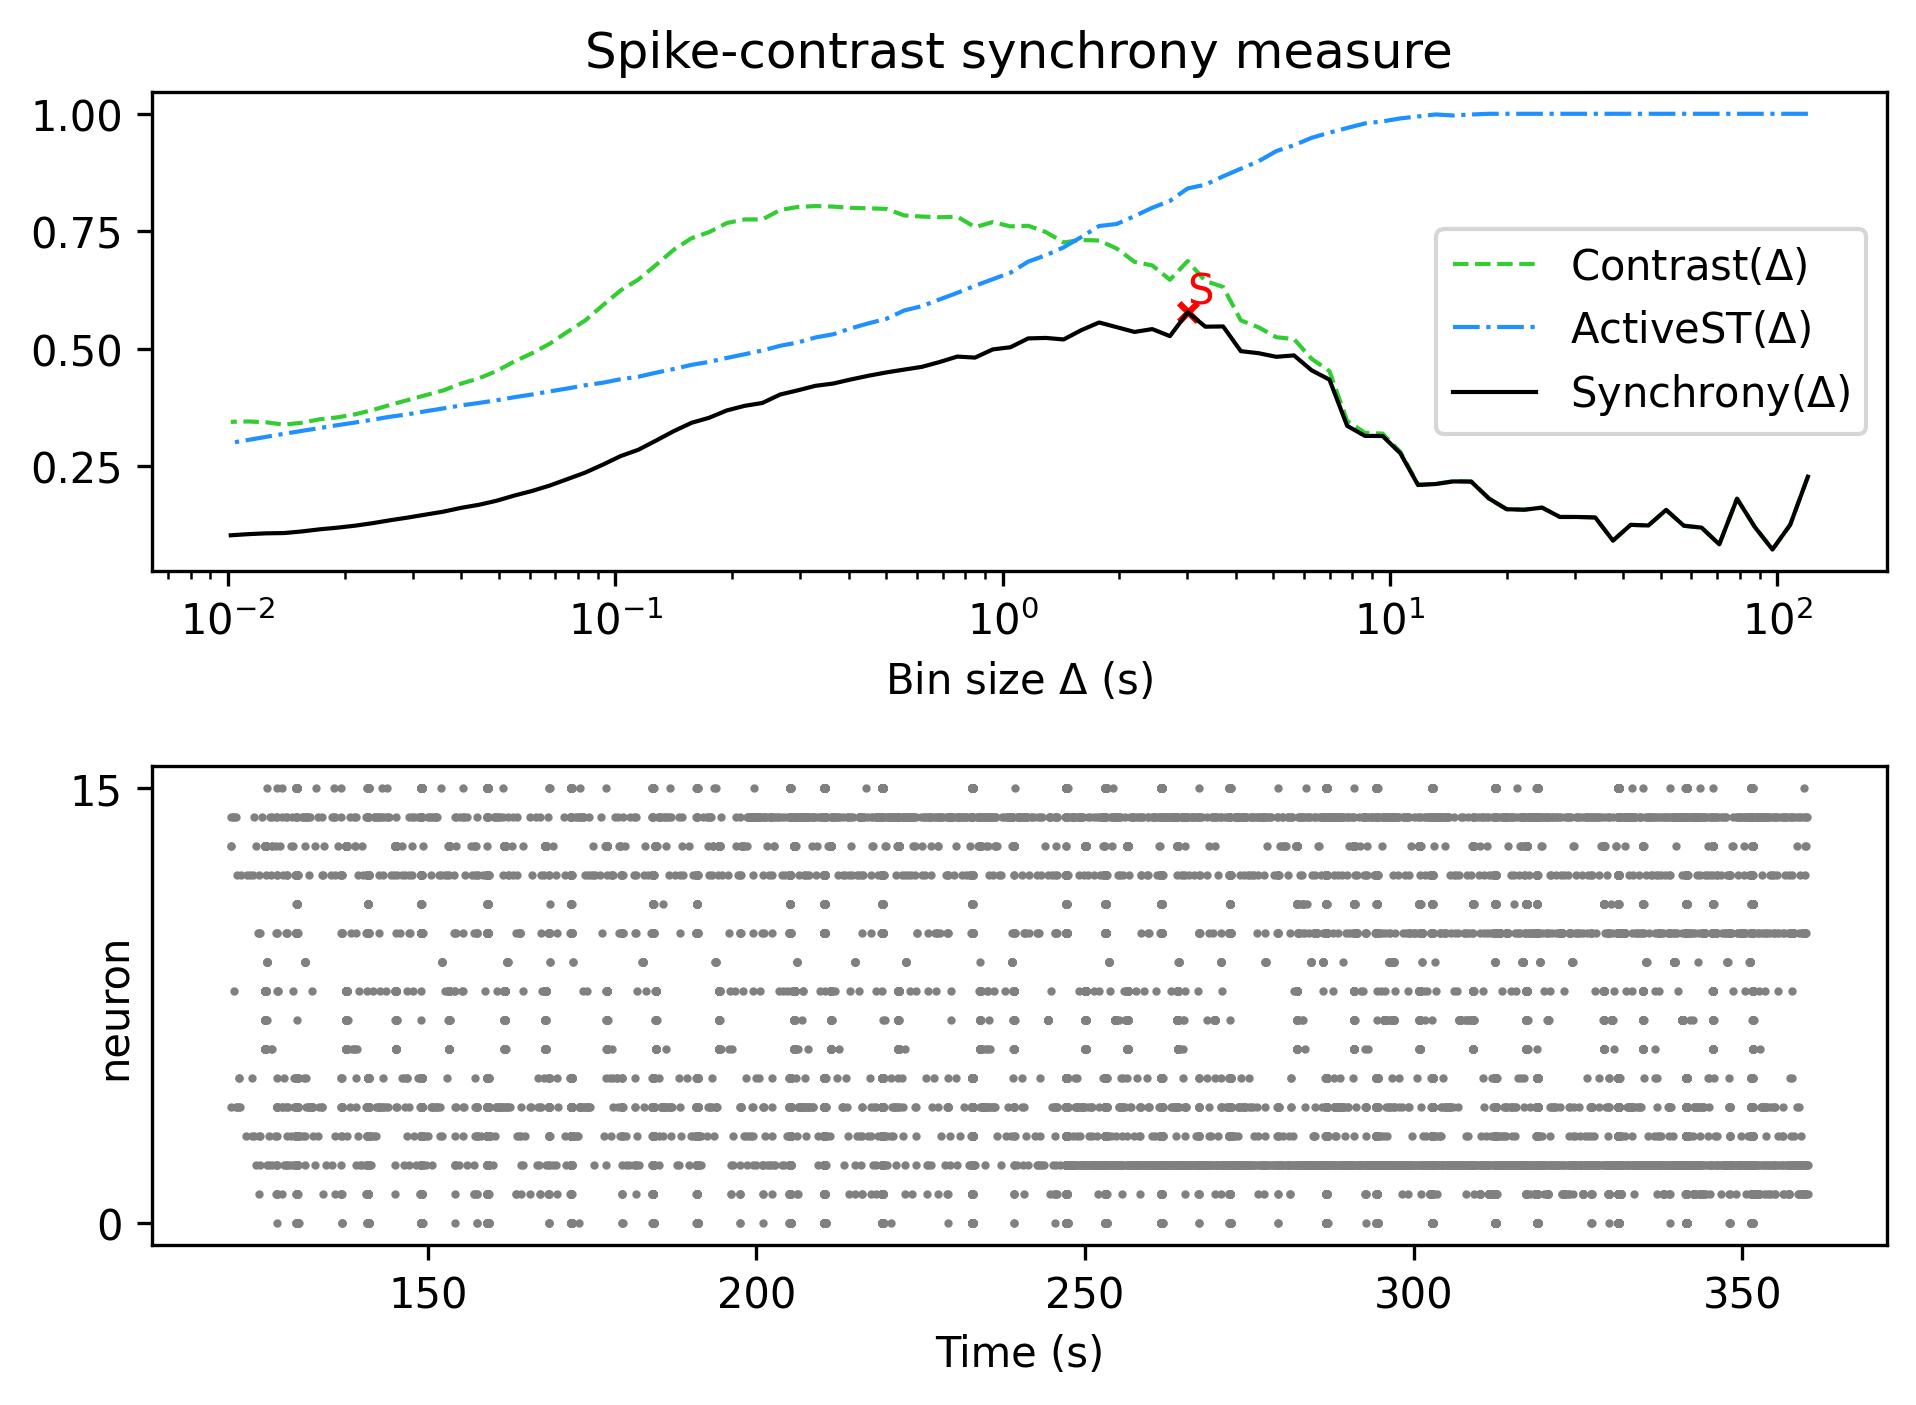 Spike-contrast synchrony measure
1.00
0.75
0.50
0.25
S
Contrast(Δ)
ActiveST(Δ)
Synchrony(Δ)
10⁻² 10⁻¹ 10⁰ 10¹ 10²
Bin size Δ (s)
15
neuron
0
150 200 250 300 350
Time (s)